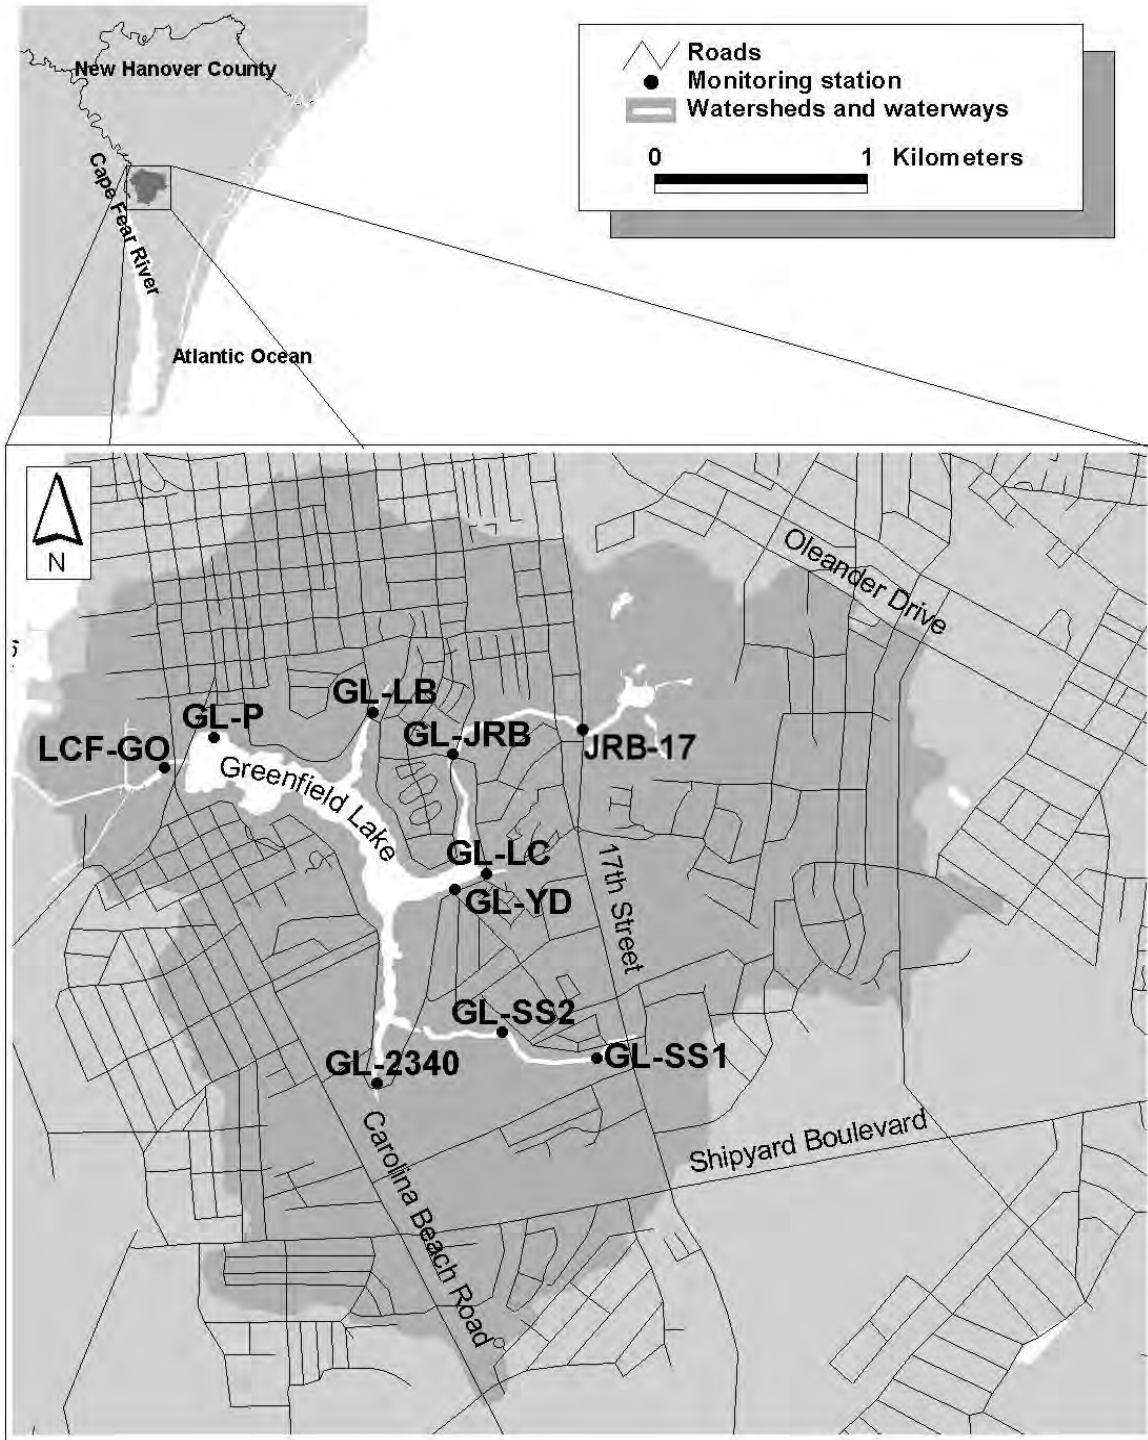 New Hanover County
Cape Fear River
Atlantic Ocean
Roads
Monitoring station
Watersheds and waterways
0 1 Kilometers
N
Oleander Drive
GL-LB
GL-P
GL-JRB
JRB-17
LCF-GO
Greenfield Lake
GL-LC
GL-YD
17th Street
GL-SS2
GL-SS1
GL-2340
Carolina Beach Road
Shipyard Boulevard